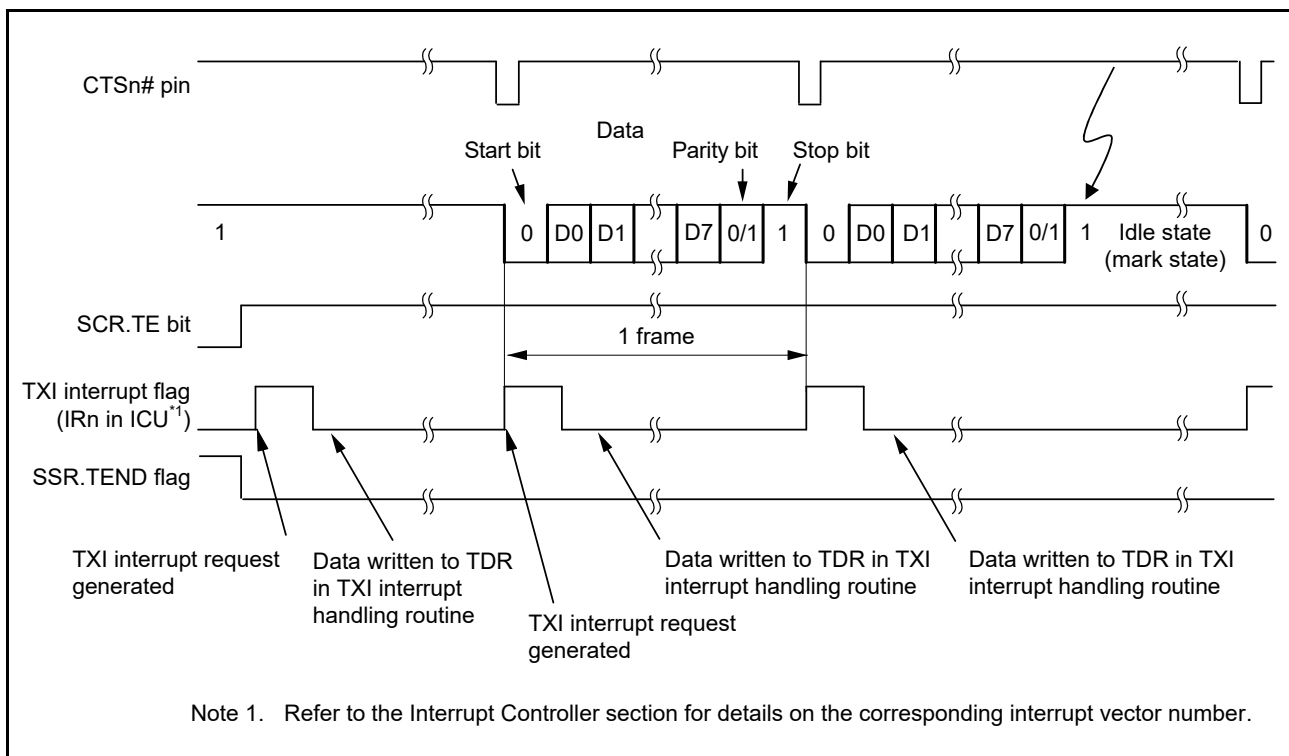 CTSn# pin
Data
Start bit
Parity bit
Stop bit
1
0
D0
D1
D7
0/1
1
0
D0
D1
D7
0/1
1
Idle state
(mark state)
0
SCR.TE bit
1 frame
TXI interrupt flag
(IRn in ICU*1)
SSR.TEND flag
TXI interrupt request
generated
Data written to TDR
in TXI interrupt
handling routine
TXI interrupt request
generated
Data written to TDR in TXI
interrupt handling routine
Data written to TDR in TXI
interrupt handling routine
Note 1. Refer to the Interrupt Controller section for details on the corresponding interrupt vector number.